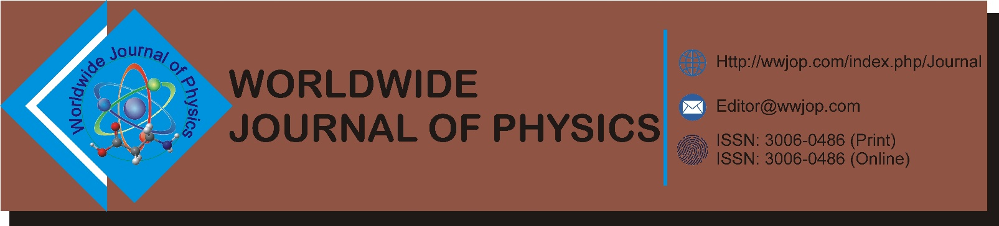 Worldwide Journal of Physics
WORLDWIDE
JOURNAL OF PHYSICS
Http://wwjop.com/index.php/Journal
Editor@wwjop.com
ISSN: 3006-0486 (Print)
ISSN: 3006-0486 (Online)